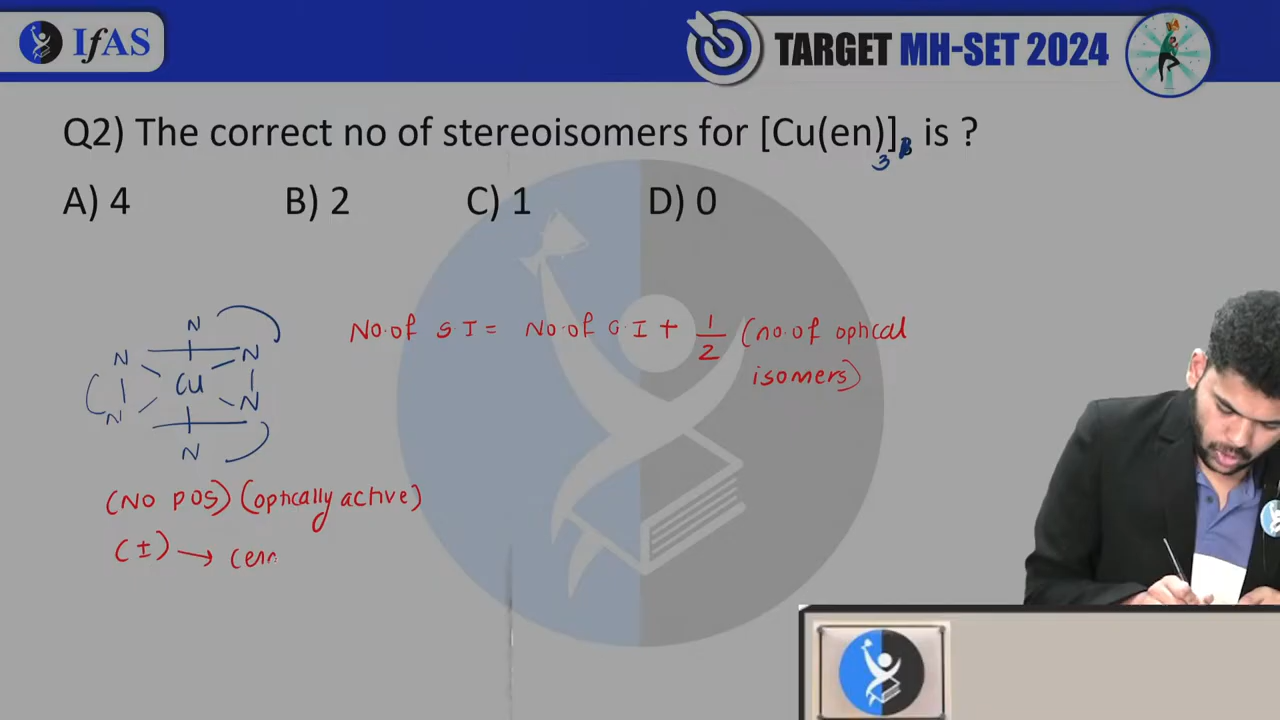 IfAS
TARGET MH-SET 2024
Q2) The correct no of stereoisomers for [Cu(en)]3 is ?
A) 4 B) 2 C) 1 D) 0
No.of S.I = No.of G.I + 1/2 (no.of optical
isomers)
N
N N
Cu
N N
N
(NO POS) (optically active)
(I) →